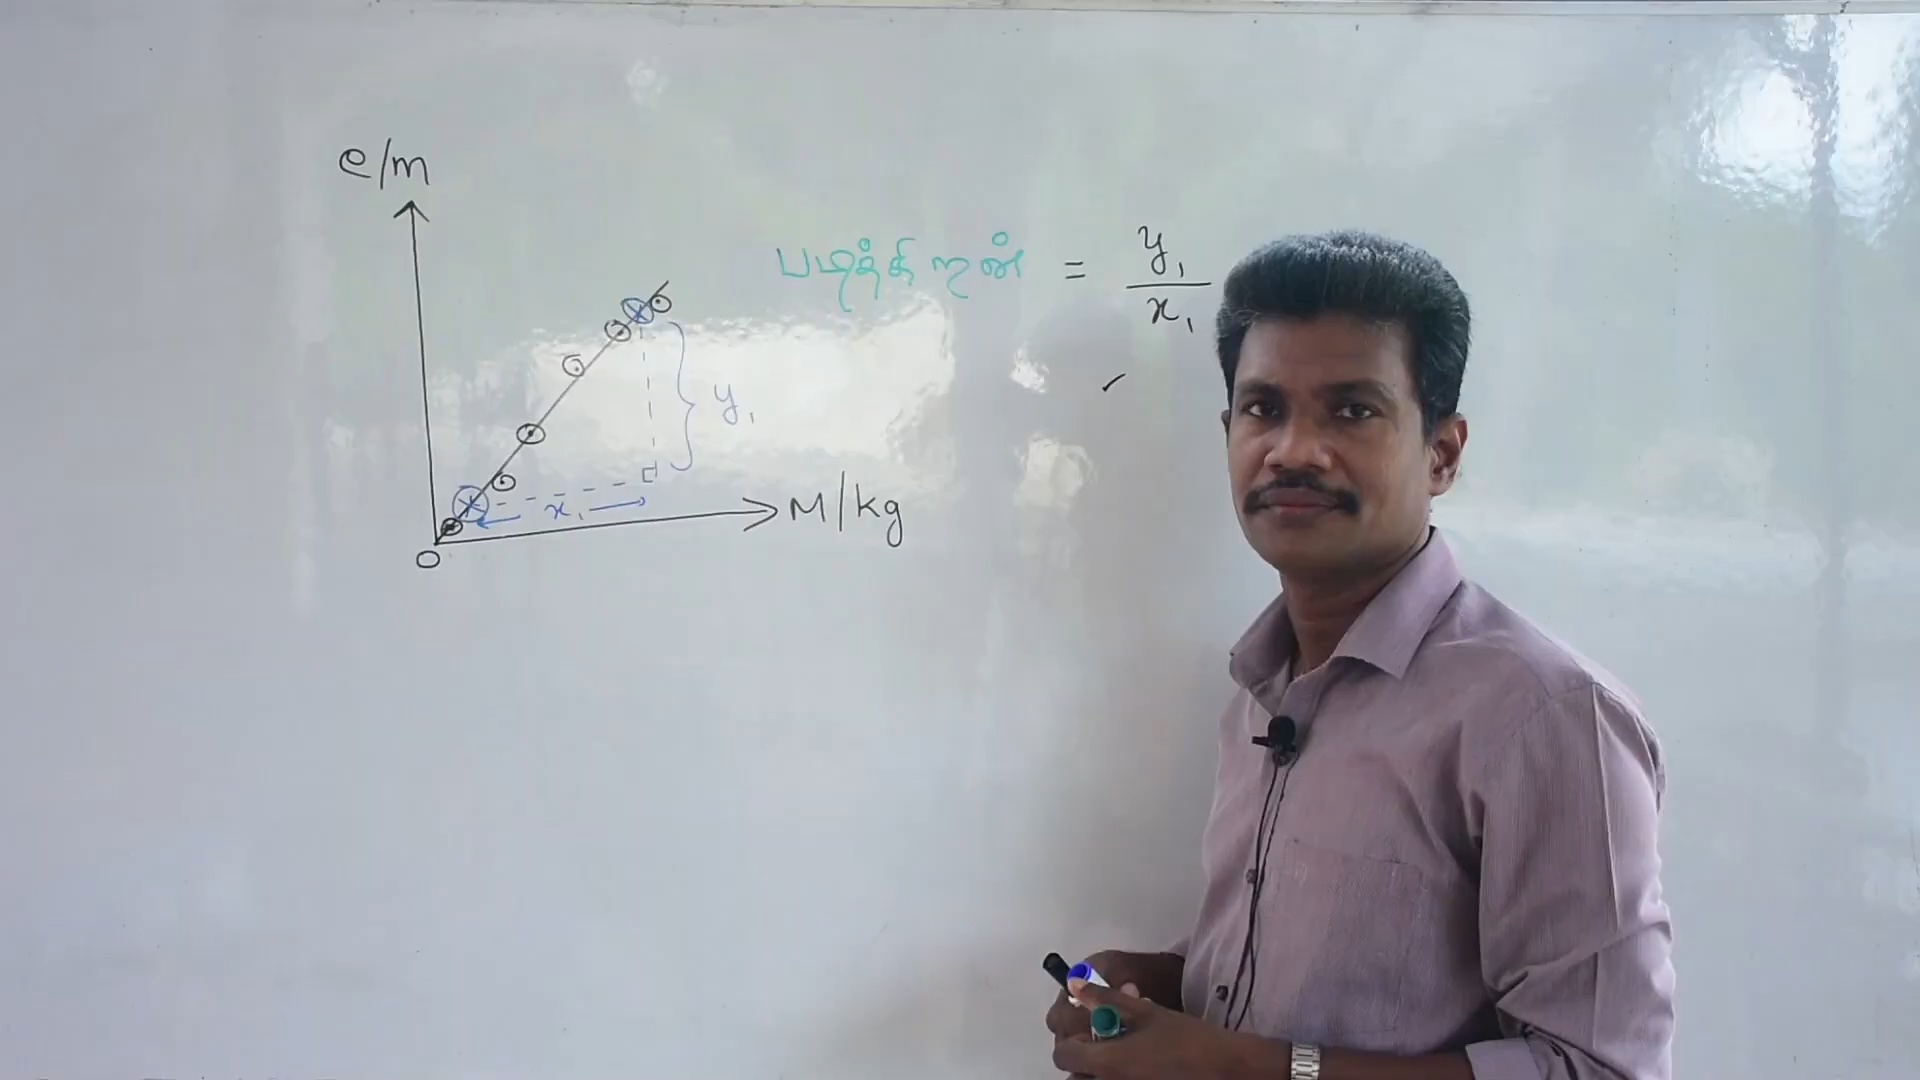 e/m
படித்திறன் = y₁/x₁
y₁
x₁
M/kg
O